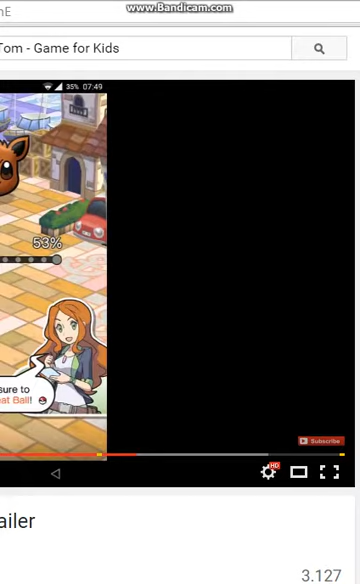 www.Bandicam.com
Tom - Game for Kids
35% 07:49
53%
sure to
eat Ball!
Subscribe
HD
ailer
3.127